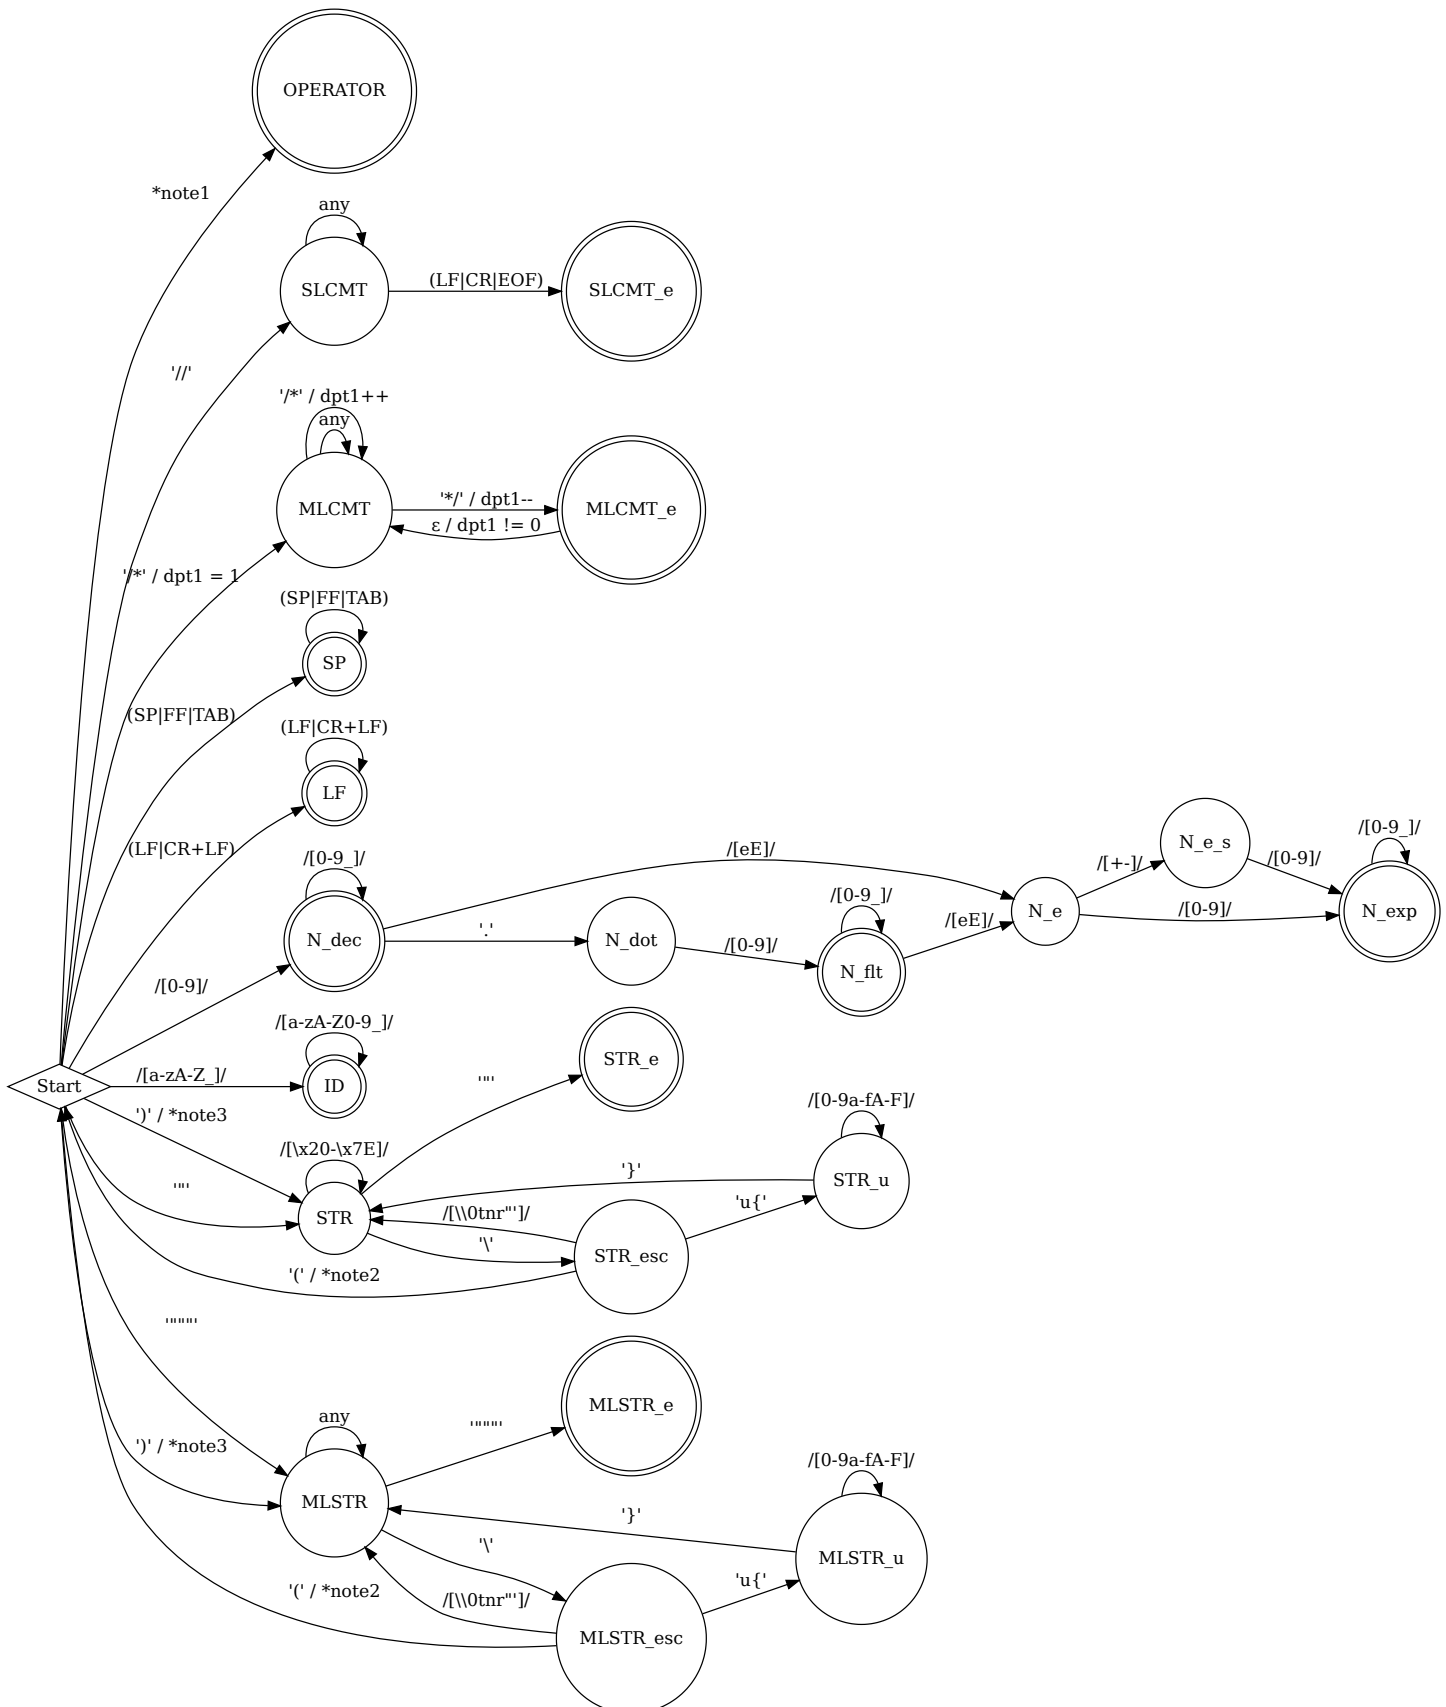 OPERATOR
*note1
any
SLCMT
(LF|CR|EOF)
SLCMT_e
'//'
'/*' / dpt1++
any
MLCMT
'*/' / dpt1--
ε / dpt1 != 0
MLCMT_e
'/*' / dpt1 = 1
(SP|FF|TAB)
SP
(SP|FF|TAB)
(LF|CR+LF)
LF
(LF|CR+LF)
/[0-9_]/
N_dec
/[0-9]/
/[eE]/
'.'
N_dot
/[0-9]/
/[0-9_]/
N_flt
/[eE]/
N_e
/[+-]/
N_e_s
/[0-9]/
/[0-9]/
/[0-9_]/
N_exp
Start
/[a-zA-Z_]/
/[a-zA-Z0-9_]/
ID
')' / *note3
'"'
/[\x20-\x7E]/
STR
'"'
STR_e
'}'
/[\\0tnr"']/
'\'
STR_esc
'u{'
/[0-9a-fA-F]/
STR_u
'(' / *note2
'"""'
')' / *note3
any
MLSTR
'"""'
MLSTR_e
'}'
'\'
/[\\0tnr"']/
MLSTR_esc
'u{'
/[0-9a-fA-F]/
MLSTR_u
'(' / *note2